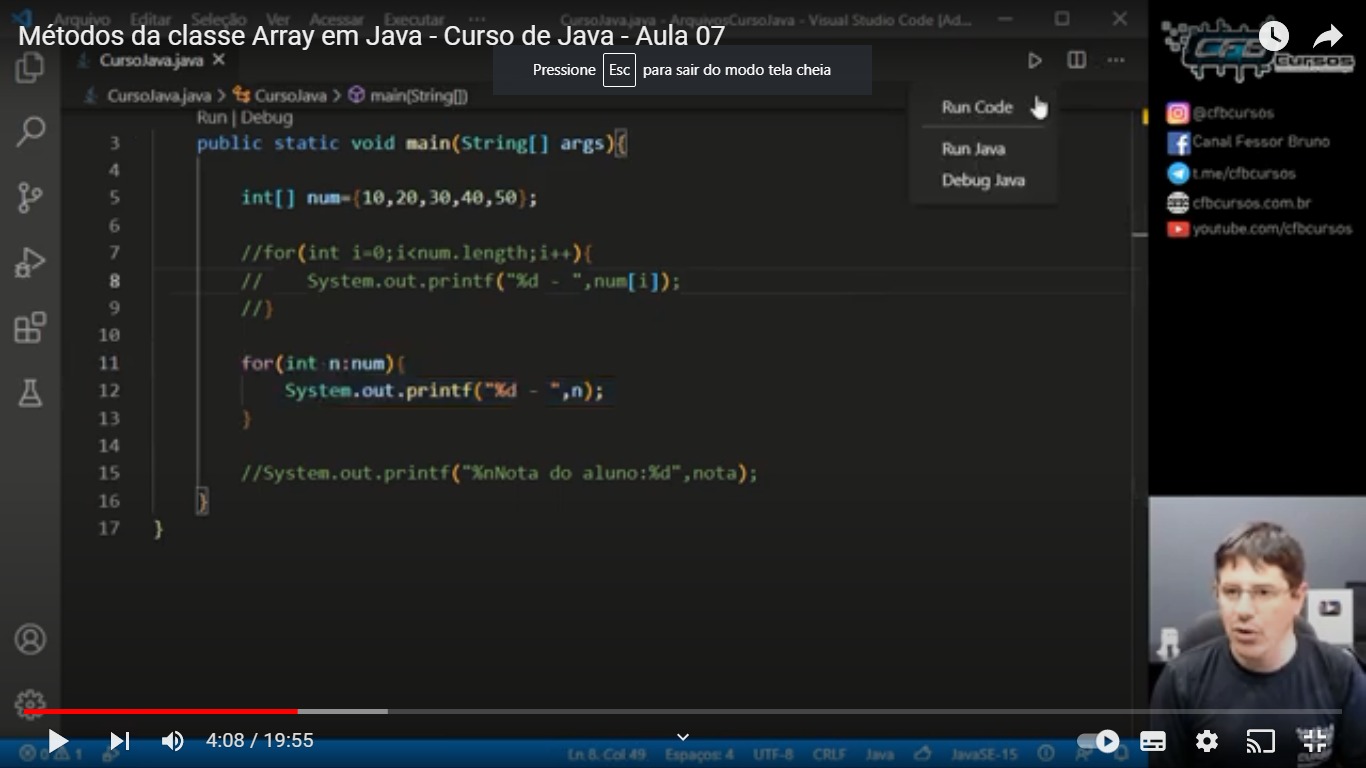 Arquivo Editar Seleção Ver Acessar Executar ··· CursoJava.java - ArquivosCursoJava - Visual Studio Code [Ad...
Métodos da classe Array em Java - Curso de Java - Aula 07
CursoJava.java
Pressione Esc para sair do modo tela cheia
CursoJava.java > CursoJava > main(String[])
Run | Debug
3 public static void main(String[] args){
4
5 int[] num={10,20,30,40,50};
6
7 //for(int i=0;i<num.length;i++){
8 // System.out.printf("%d - ",num[i]);
9 //}
10
11 for(int n:num){
12 System.out.printf("%d - ",n);
13 }
14
15 //System.out.printf("%nNota do aluno:%d",nota);
16 }
17 }
Run Code
Run Java
Debug Java
CFB
Cursos
@cfbcursos
Canal Fessor Bruno
t.me/cfbcursos
cfbcursos.com.br
youtube.com/cfbcursos
4:08 / 19:55
0 1 Ln 8, Col 49 Espaços: 4 UTF-8 CRLF Java JavaSE-15